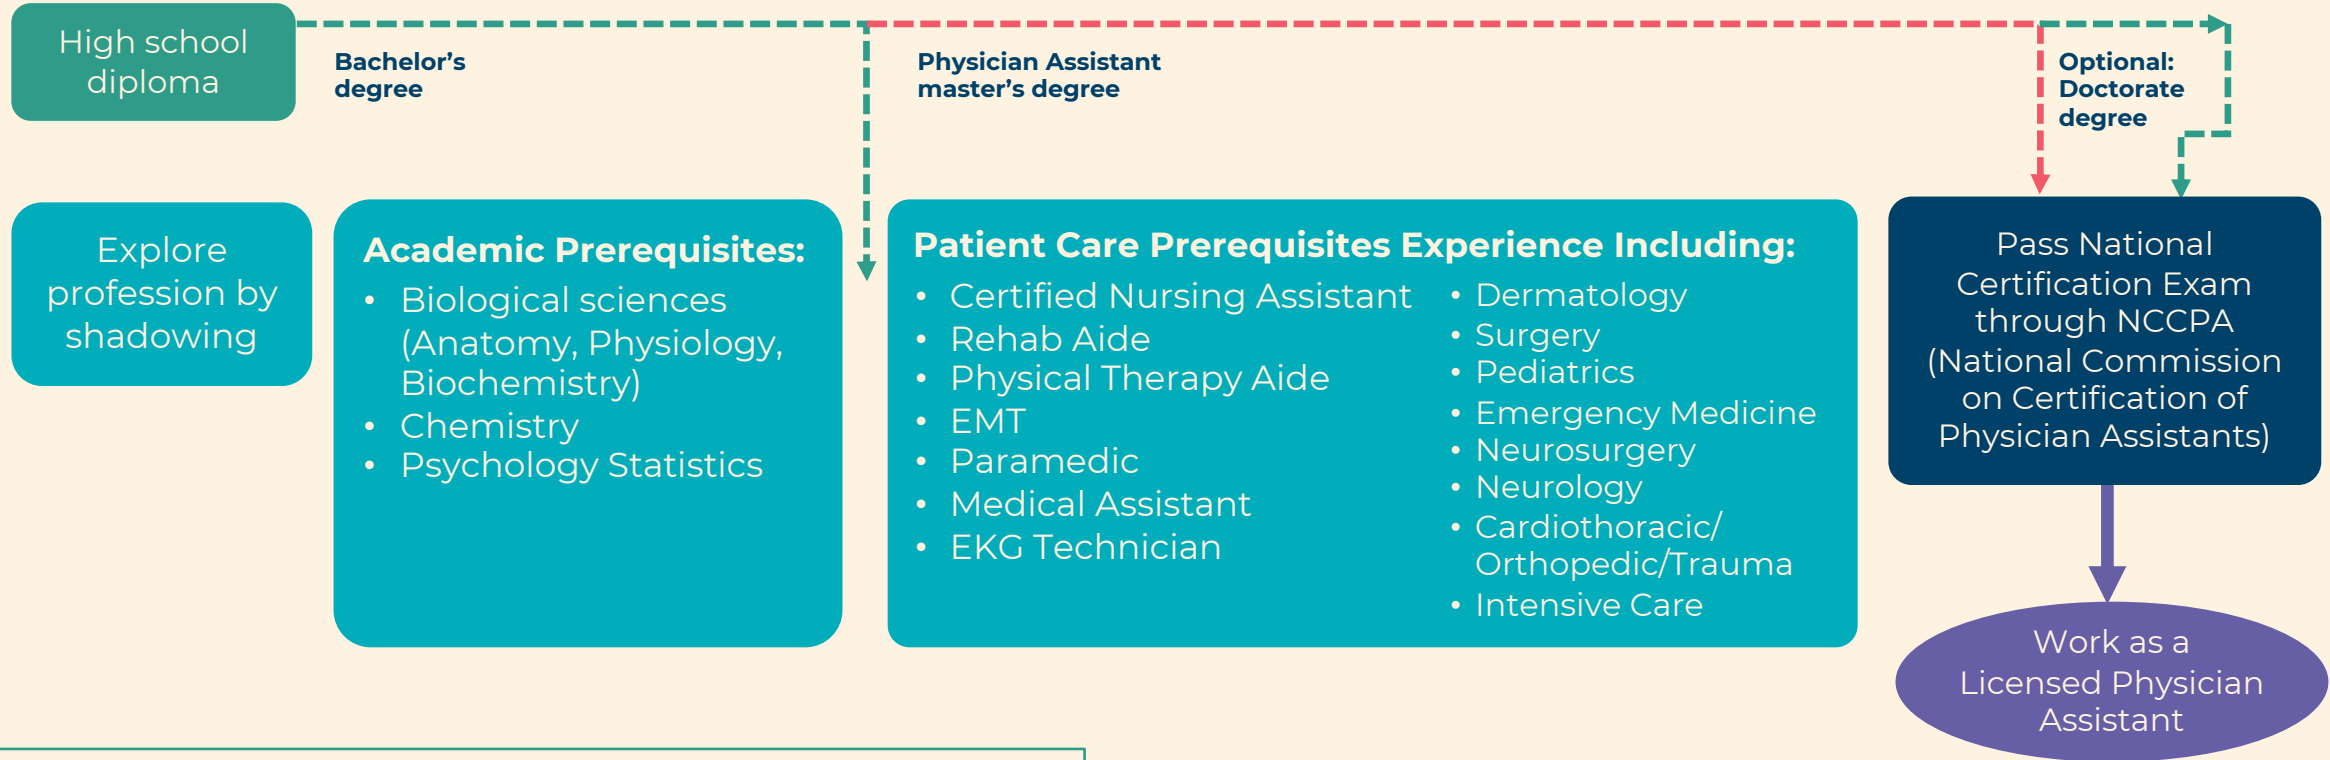 High school
diploma
Bachelor's
degree
Physician Assistant
master's degree
Optional:
Doctorate
degree
Explore
profession by
shadowing
Academic Prerequisites:
• Biological sciences
(Anatomy, Physiology,
Biochemistry)
• Chemistry
• Psychology Statistics
Patient Care Prerequisites Experience Including:
• Certified Nursing Assistant
• Rehab Aide
• Physical Therapy Aide
• EMT
• Paramedic
• Medical Assistant
• EKG Technician
• Dermatology
• Surgery
• Pediatrics
• Emergency Medicine
• Neurosurgery
• Neurology
• Cardiothoracic/
Orthopedic/Trauma
• Intensive Care
Pass National
Certification Exam
through NCCPA
(National Commission
on Certification of
Physician Assistants)
Work as a
Licensed Physician
Assistant